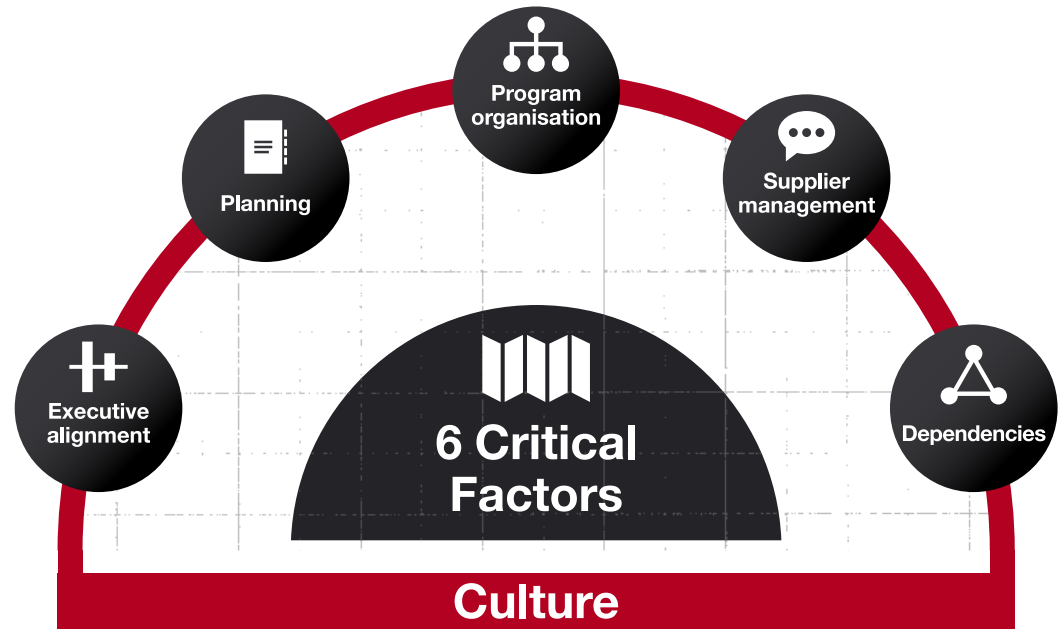 Program
organisation
Planning
Supplier
management
Executive
alignment
Dependencies
6 Critical
Factors
Culture